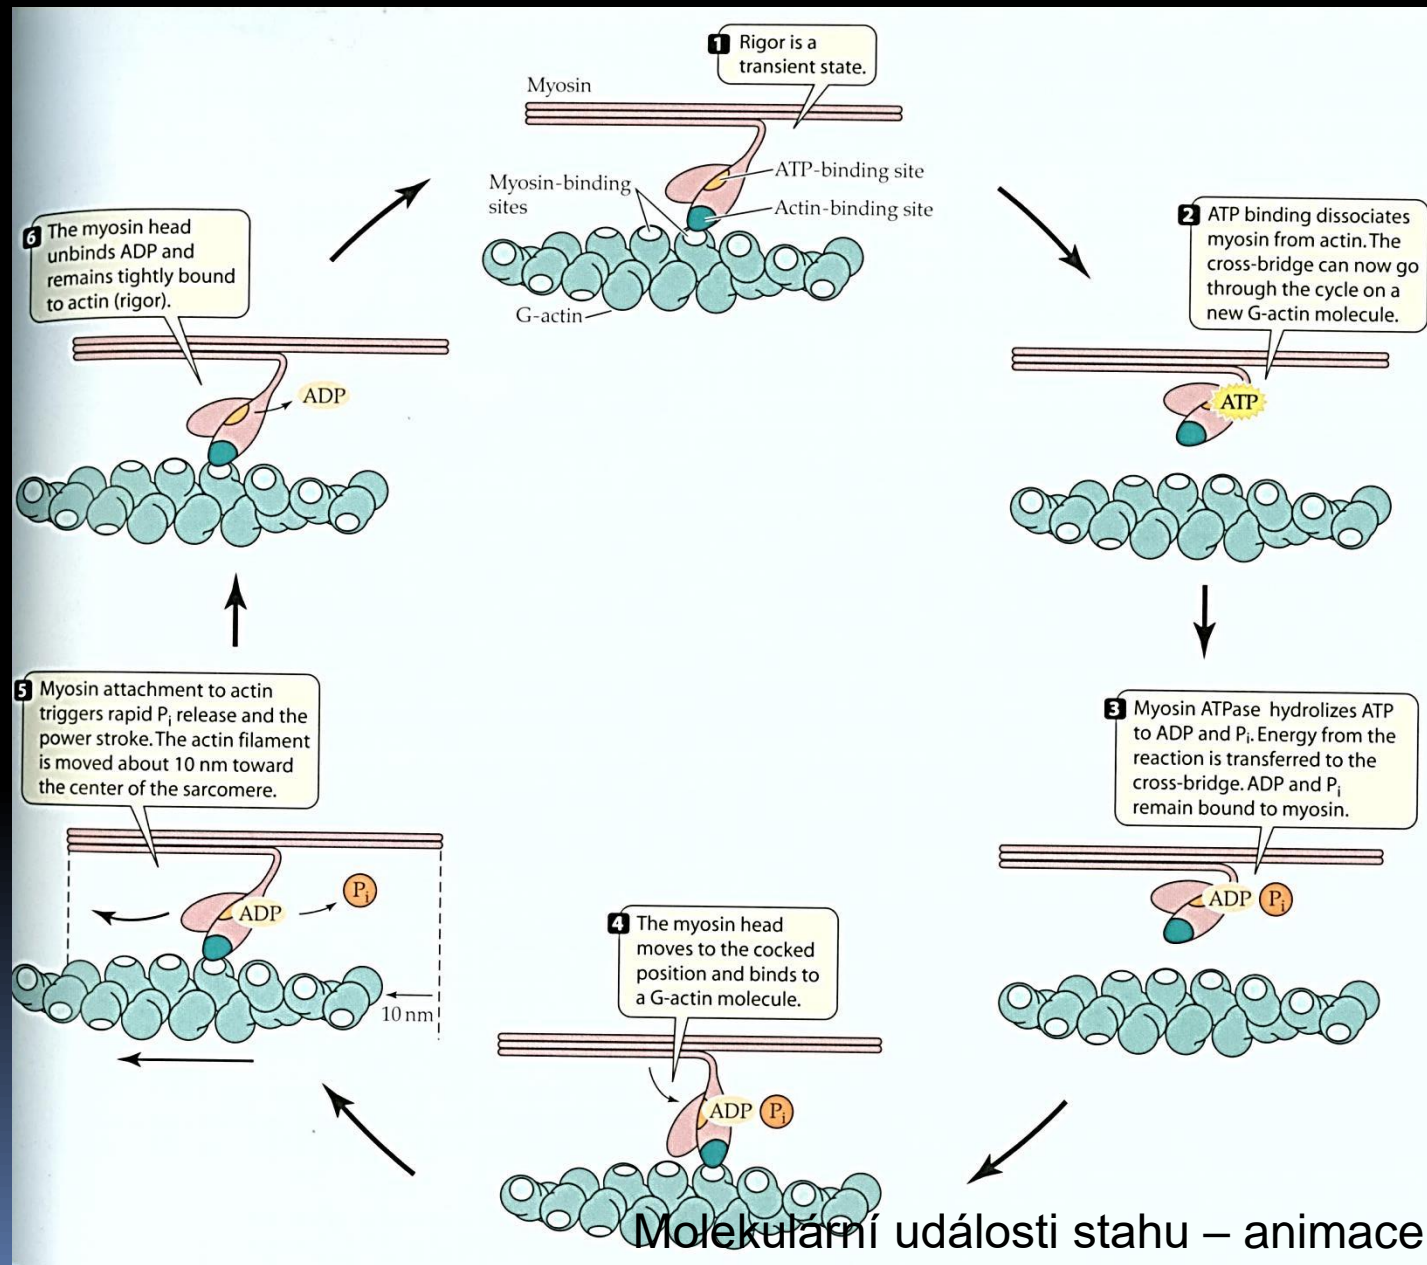 1 Rigor is a
transient state.
Myosin
ATP-binding site
Myosin-binding
sites
Actin-binding site
G-actin
2 ATP binding dissociates
myosin from actin. The
cross-bridge can now go
through the cycle on a
new G-actin molecule.
ATP
3 Myosin ATPase hydrolizes ATP
to ADP and Pi. Energy from the
reaction is transferred to the
cross-bridge. ADP and Pi
remain bound to myosin.
ADP Pi
4 The myosin head
moves to the cocked
position and binds to
a G-actin molecule.
ADP Pi
5 Myosin attachment to actin
triggers rapid Pi release and the
power stroke. The actin filament
is moved about 10 nm toward
the center of the sarcomere.
Pi
ADP
10 nm
6 The myosin head
unbinds ADP and
remains tightly bound
to actin (rigor).
ADP
Molekulární události stahu – animace